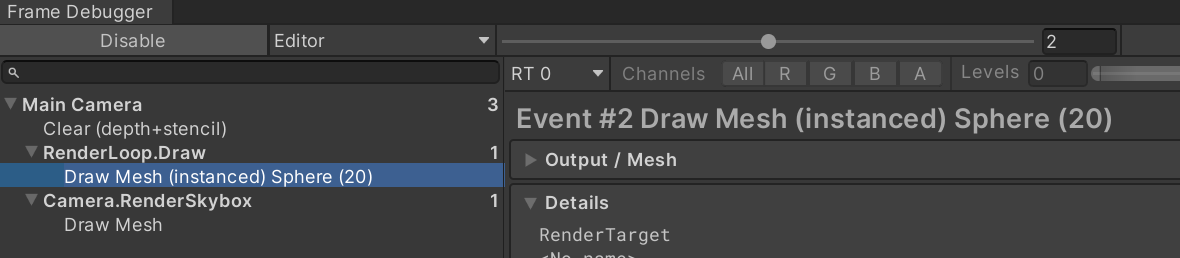 Frame Debugger
Disable Editor 2
RT 0 Channels All R G B A Levels 0
Main Camera 3
Clear (depth+stencil)
RenderLoop.Draw 1
Draw Mesh (instanced) Sphere (20)
Camera.RenderSkybox 1
Draw Mesh
Event #2 Draw Mesh (instanced) Sphere (20)
Output / Mesh
Details
RenderTarget
<No name>